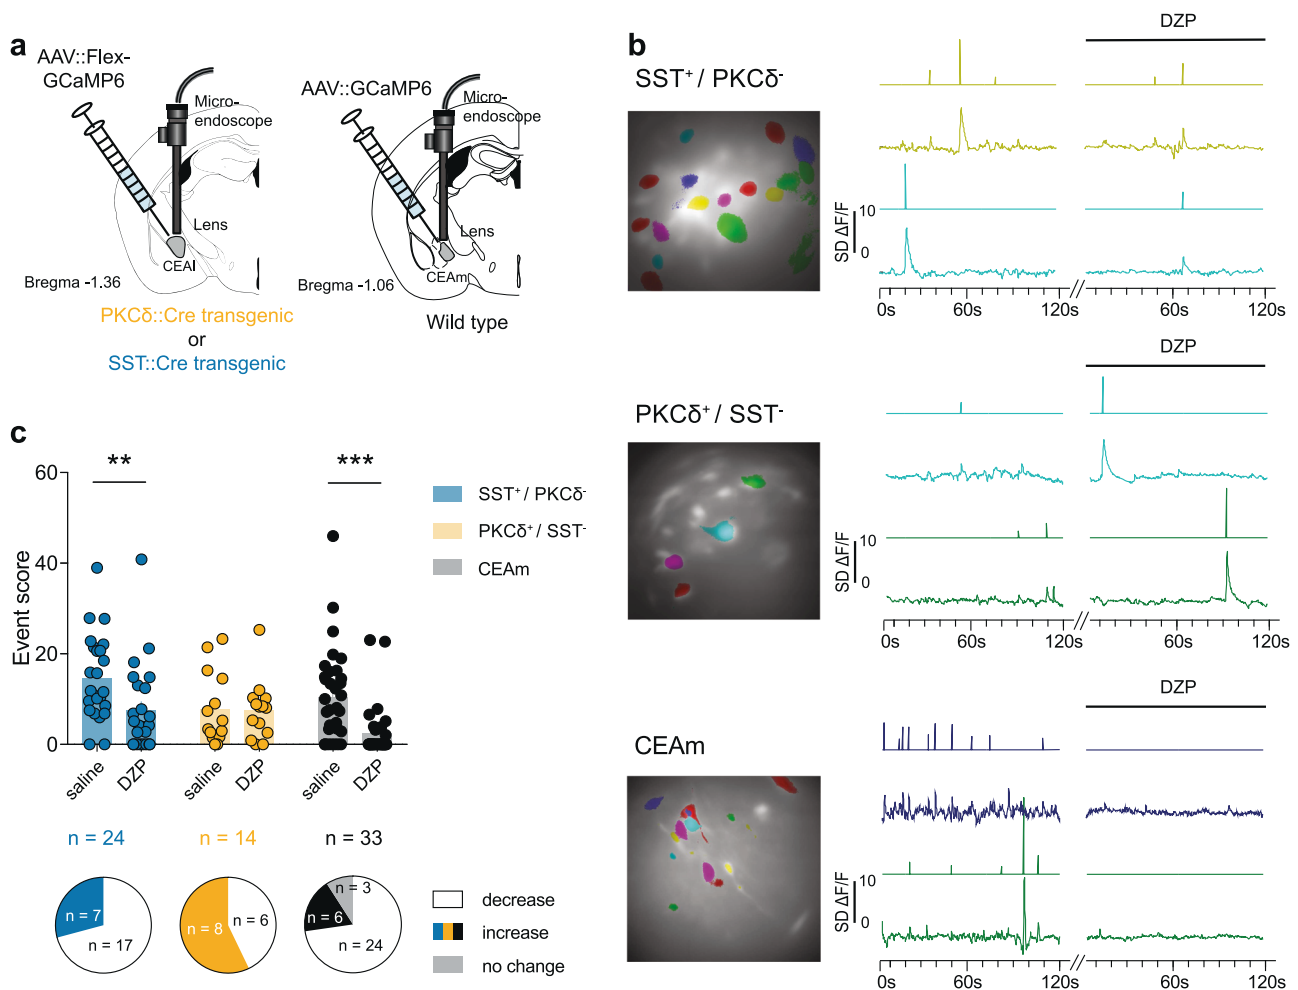 a
AAV::Flex-
GCaMP6
Micro-
endoscope
Lens
CEAl
Bregma -1.36
PKCδ::Cre transgenic
or
SST::Cre transgenic
AAV::GCaMP6
Micro-
endoscope
Lens
CEAm
Bregma -1.06
Wild type
b
SST⁺ / PKCδ⁻
DZP
10
0
SD ΔF/F
0s 60s 120s 60s 120s
PKCδ⁺ / SST⁻
DZP
10
0
SD ΔF/F
0s 60s 120s 60s 120s
CEAm
DZP
10
0
SD ΔF/F
0s 60s 120s 60s 120s
c
** ***
60
40
20
0
Event score
saline DZP saline DZP saline DZP
SST⁺ / PKCδ⁻
PKCδ⁺ / SST⁻
CEAm
n = 24 n = 14 n = 33
n = 7
n = 17
n = 8
n = 6
n = 3
n = 6
n = 24
decrease
increase
no change